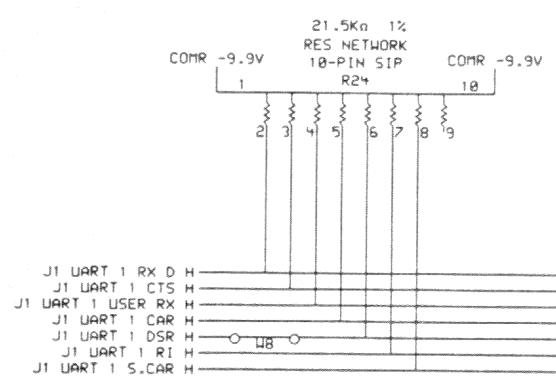 21.5KΩ 1%
RES NETWORK
COMR -9.9V 10-PIN SIP COMR -9.9V
1 R24 10
2 3 4 5 6 7 8 9
J1 UART 1 RX D H
J1 UART 1 CTS H
J1 UART 1 USER RX H
J1 UART 1 CAR H
J1 UART 1 DSR H W8
J1 UART 1 RI H
J1 UART 1 S.CAR H